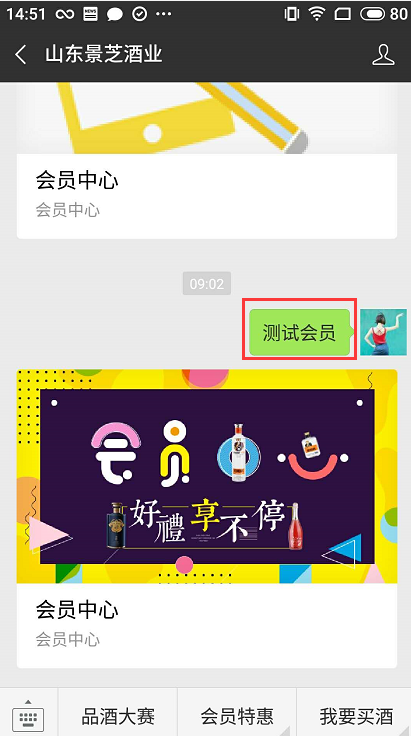 14:51
NEWS
80
山东景芝酒业
会员中心
会员中心
09:02
测试会员
会员
好禮享不停
会员中心
会员中心
品酒大赛
会员特惠
我要买酒